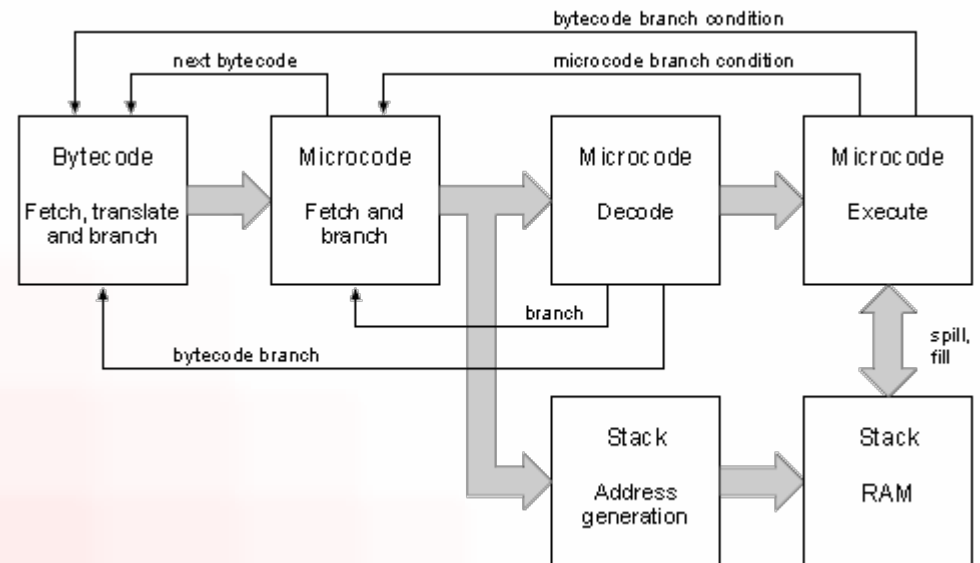 bytecode branch condition
next bytecode
microcode branch condition
Bytecode
Fetch, translate
and branch
Microcode
Fetch and
branch
Microcode
Decode
Microcode
Execute
branch
bytecode branch
spill,
fill
Stack
Address
generation
Stack
RAM